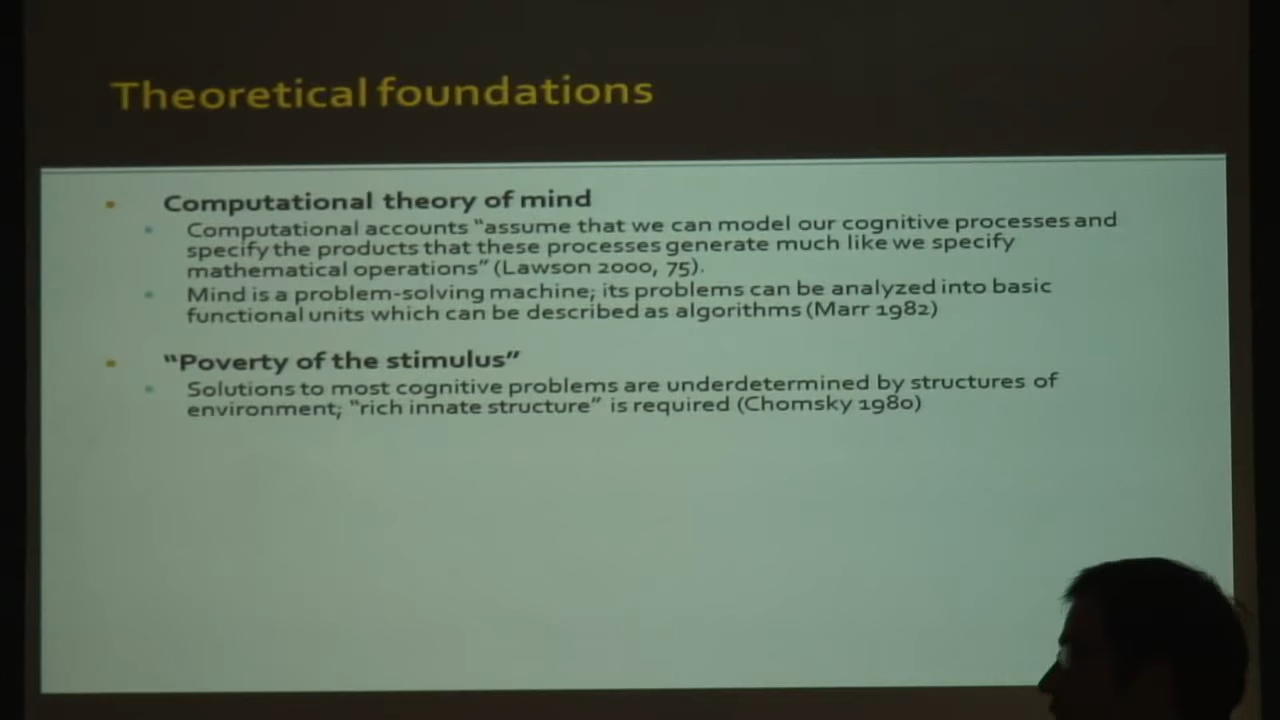 Theoretical foundations
Computational theory of mind
Computational accounts "assume that we can model our cognitive processes and
specify the products that these processes generate much like we specify
mathematical operations" (Lawson 2000, 75).
Mind is a problem-solving machine; its problems can be analyzed into basic
functional units which can be described as algorithms (Marr 1982)
"Poverty of the stimulus"
Solutions to most cognitive problems are underdetermined by structures of
environment; "rich innate structure" is required (Chomsky 1980)